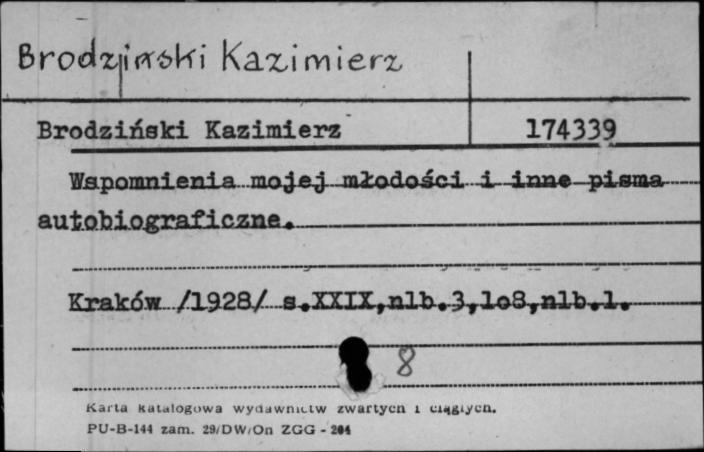 Brodziński Kazimierz
Brodziński Kazimierz 174339
Wspomnienia mojej młodości i inne pisma
autobiograficzne.
Kraków /1928/ s.XXIX,nlb.3,1o8,nlb.1.
8
Karta katalogowa wydawnictw zwartych i ciągłych.
PU-B-144 zam. 29/DW/On ZGG - 204